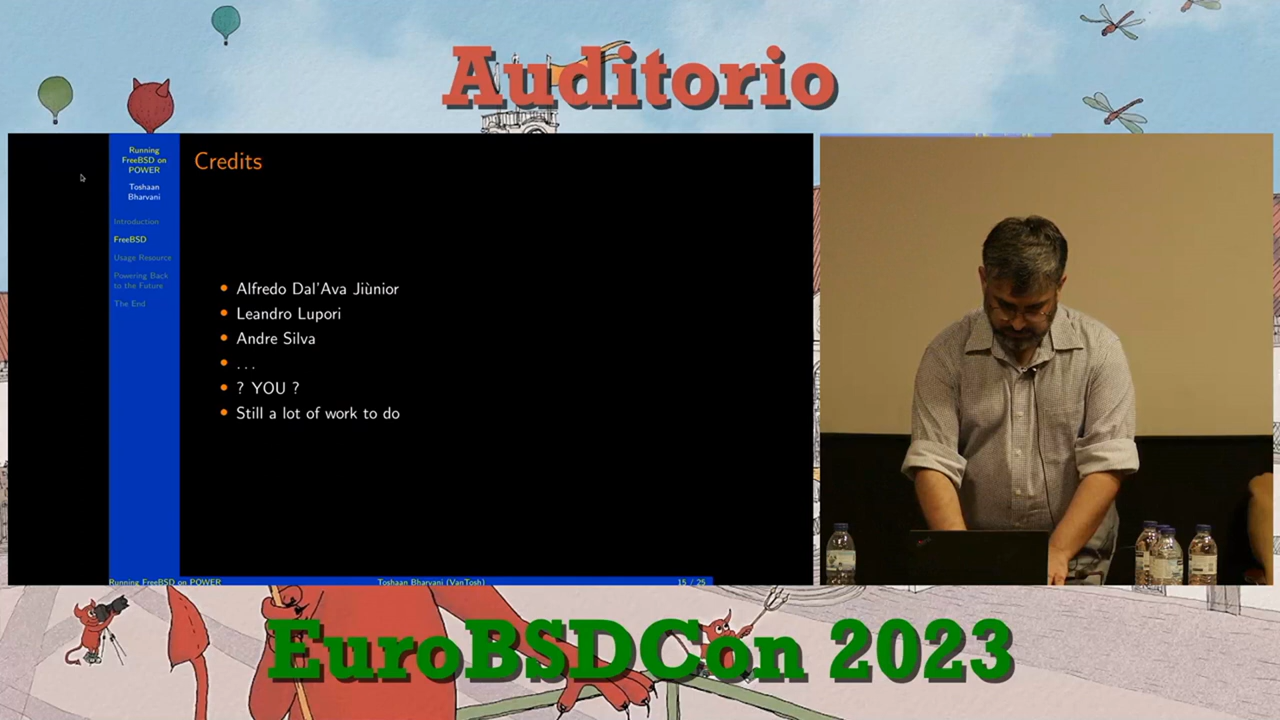 Auditorio
Running
FreeBSD on
POWER
Toshaan
Bharvani
Introduction
FreeBSD
Usage Resource
Powering Back
to the Future
The End
Credits
Alfredo Dal'Ava Jiùnior
Leandro Lupori
Andre Silva
. . .
? YOU ?
Still a lot of work to do
Running FreeBSD on POWER
Toshaan Bharvani (VanTosh)
15 / 25
EuroBSDCon 2023